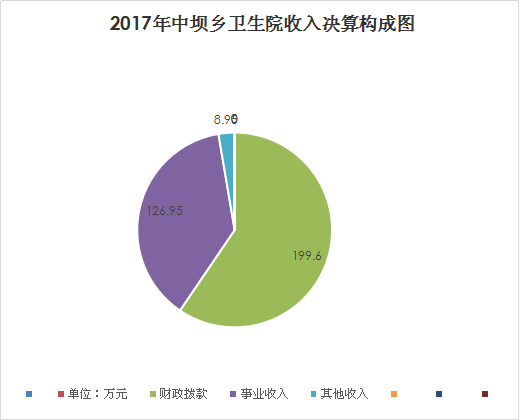 2017年中坝乡卫生院收入决算构成图
126.95
199.6
单位：万元 财政拨款 事业收入 其他收入